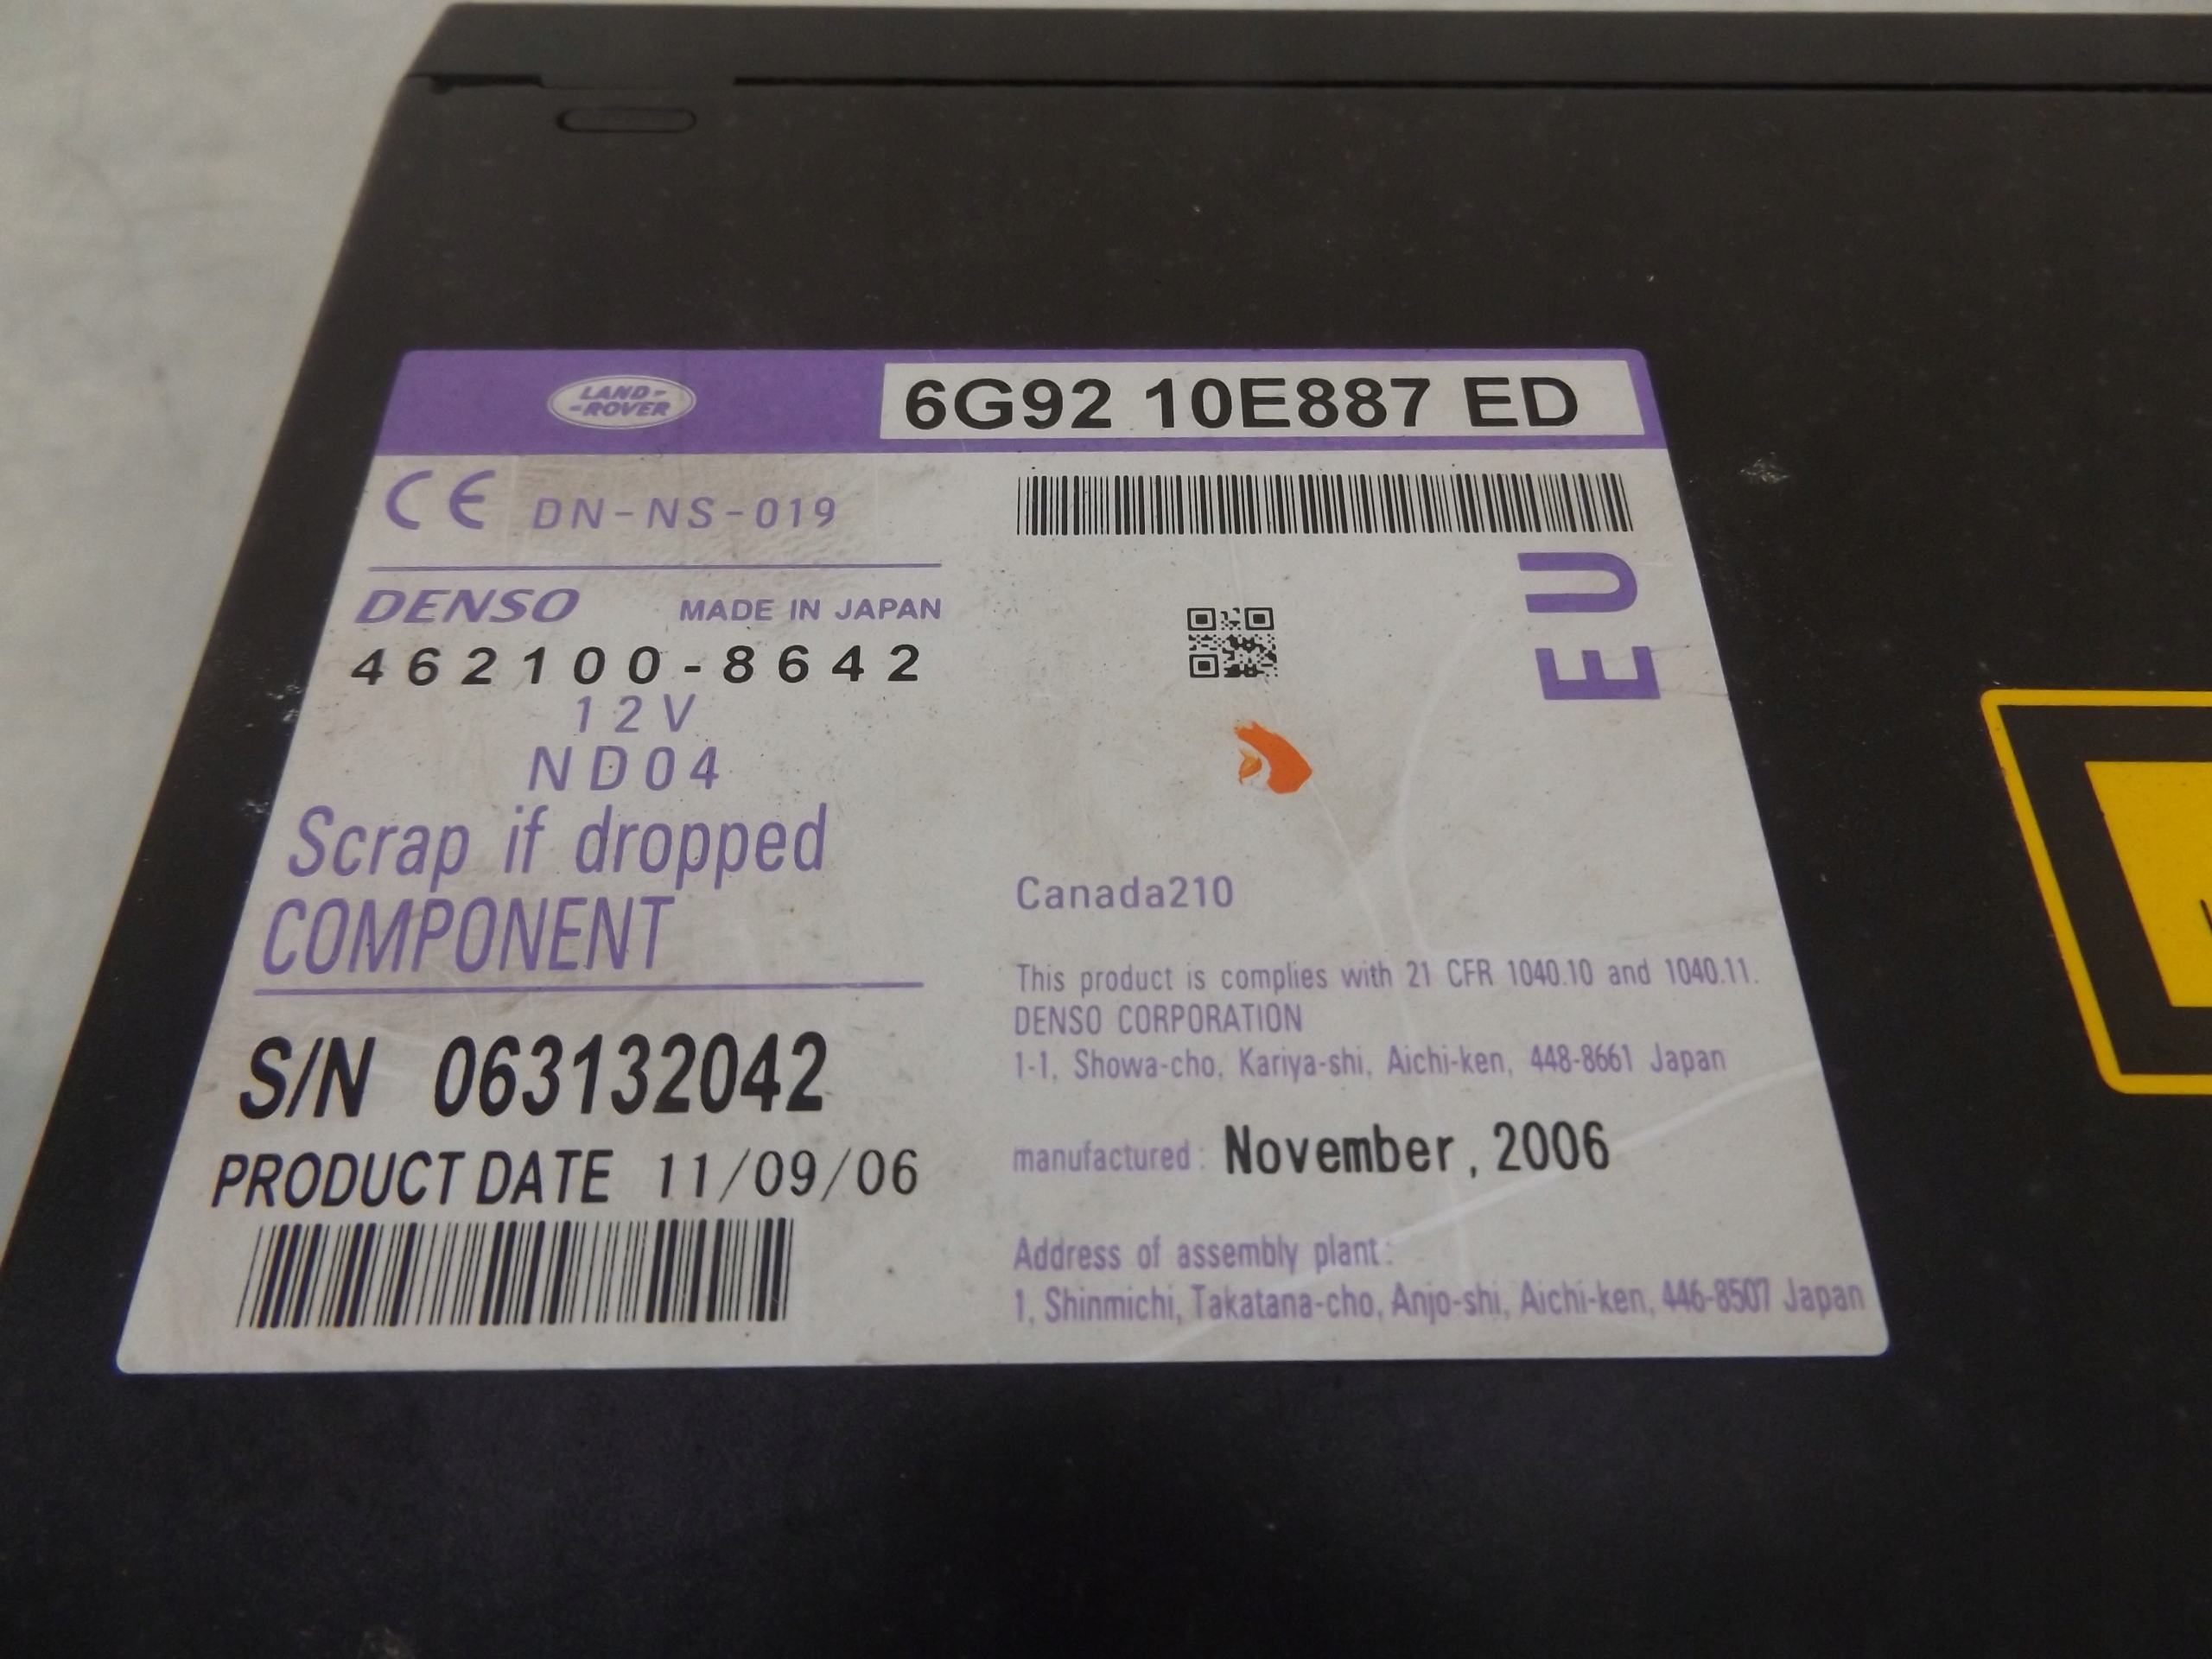 LAND-
-ROVER
6G92 10E887 ED
CE DN-NS-019
DENSO MADE IN JAPAN
462100-8642
12V
ND04
Scrap if dropped
COMPONENT
S/N 063132042
PRODUCT DATE 11/09/06
EU
Canada210
This product is complies with 21 CFR 1040.10 and 1040.11.
DENSO CORPORATION
1-1, Showa-cho, Kariya-shi, Aichi-ken, 448-8661 Japan
manufactured: November, 2006
Address of assembly plant:
1, Shinmichi, Takatana-cho, Anjo-shi, Aichi-ken, 446-8507 Japan